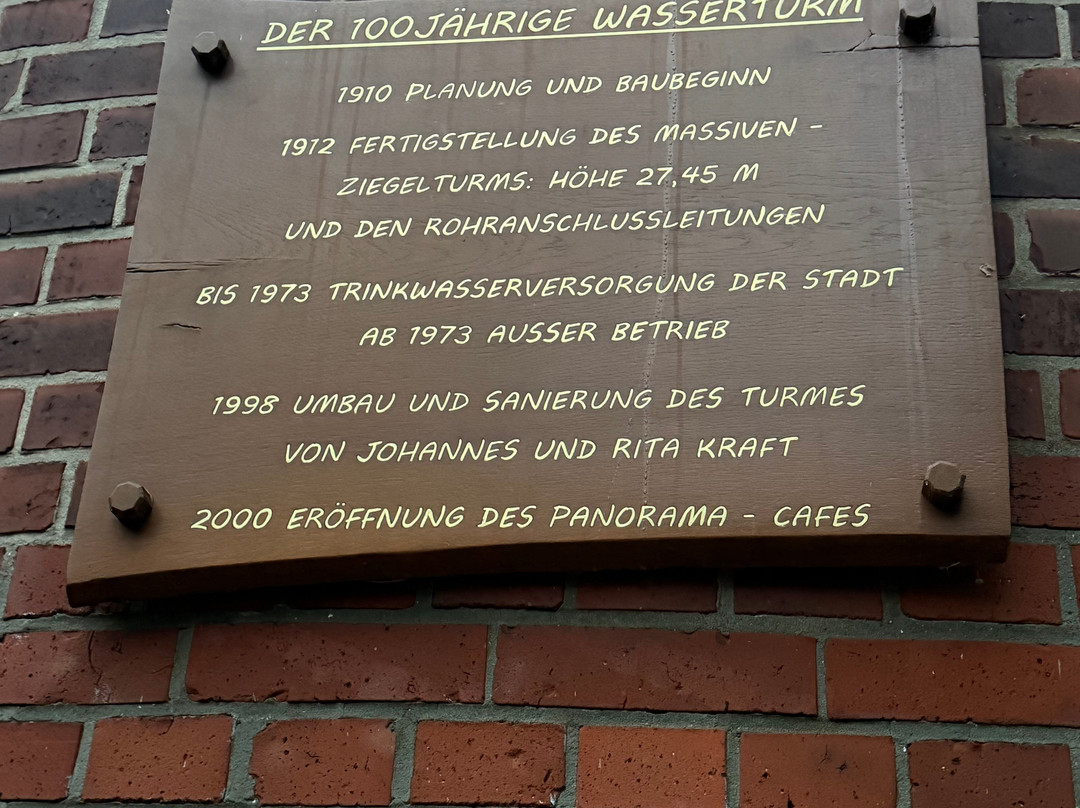 DER 100JÄHRIGE WASSERTURM
1910 PLANUNG UND BAUBEGINN
1912 FERTIGSTELLUNG DES MASSIVEN -
ZIEGELTURMS: HÖHE 27,45 M
UND DEN ROHRANSCHLUSSLEITUNGEN
BIS 1973 TRINKWASSERVERSORGUNG DER STADT
AB 1973 AUSSER BETRIEB
1998 UMBAU UND SANIERUNG DES TURMES
VON JOHANNES UND RITA KRAFT
2000 ERÖFFNUNG DES PANORAMA - CAFES